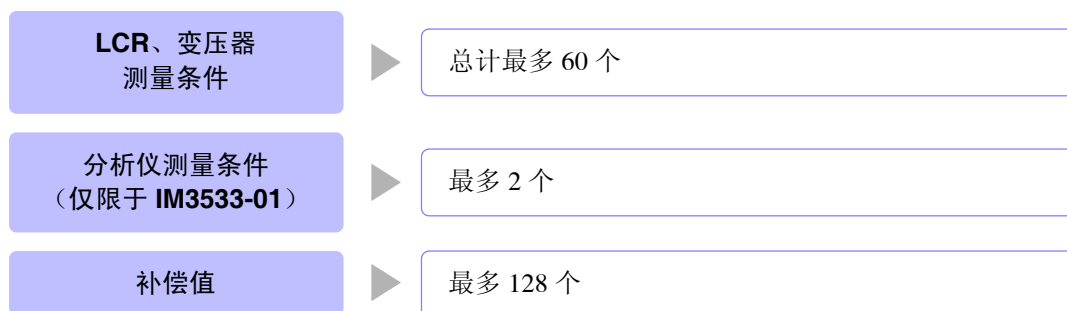 LCR、变压器
测量条件
总计最多 60 个
分析仪测量条件
（仅限于 IM3533-01）
最多 2 个
补偿值
最多 128 个